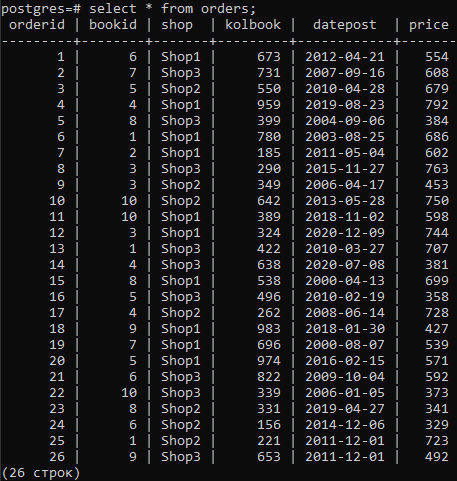 postgres=# select * from orders;
 orderid | bookid | shop  | kolbook |  datepost  | price
---------+--------+-------+---------+------------+-------
       1 |      6 | Shop1 |     673 | 2012-04-21 |   554
       2 |      7 | Shop3 |     731 | 2007-09-16 |   608
       3 |      5 | Shop2 |     550 | 2010-04-28 |   679
       4 |      4 | Shop1 |     959 | 2019-08-23 |   792
       5 |      8 | Shop3 |     399 | 2004-09-06 |   384
       6 |      1 | Shop1 |     780 | 2003-08-25 |   686
       7 |      2 | Shop1 |     185 | 2011-05-04 |   602
       8 |      3 | Shop3 |     290 | 2015-11-27 |   763
       9 |      3 | Shop2 |     349 | 2006-04-17 |   453
      10 |     10 | Shop2 |     642 | 2013-05-28 |   750
      11 |     10 | Shop1 |     389 | 2018-11-02 |   598
      12 |      3 | Shop1 |     324 | 2020-12-09 |   744
      13 |      1 | Shop3 |     422 | 2010-03-27 |   707
      14 |      4 | Shop3 |     638 | 2020-07-08 |   381
      15 |      8 | Shop1 |     538 | 2000-04-13 |   699
      16 |      5 | Shop3 |     496 | 2010-02-19 |   358
      17 |      4 | Shop2 |     262 | 2008-06-14 |   728
      18 |      9 | Shop1 |     983 | 2018-01-30 |   427
      19 |      7 | Shop1 |     696 | 2000-08-07 |   539
      20 |      5 | Shop1 |     974 | 2016-02-15 |   571
      21 |      6 | Shop3 |     822 | 2009-10-04 |   592
      22 |     10 | Shop3 |     339 | 2006-01-05 |   373
      23 |      8 | Shop2 |     331 | 2019-04-27 |   341
      24 |      6 | Shop2 |     156 | 2014-12-06 |   329
      25 |      1 | Shop2 |     221 | 2011-12-01 |   723
      26 |      9 | Shop3 |     653 | 2011-12-01 |   492
(26 строк)